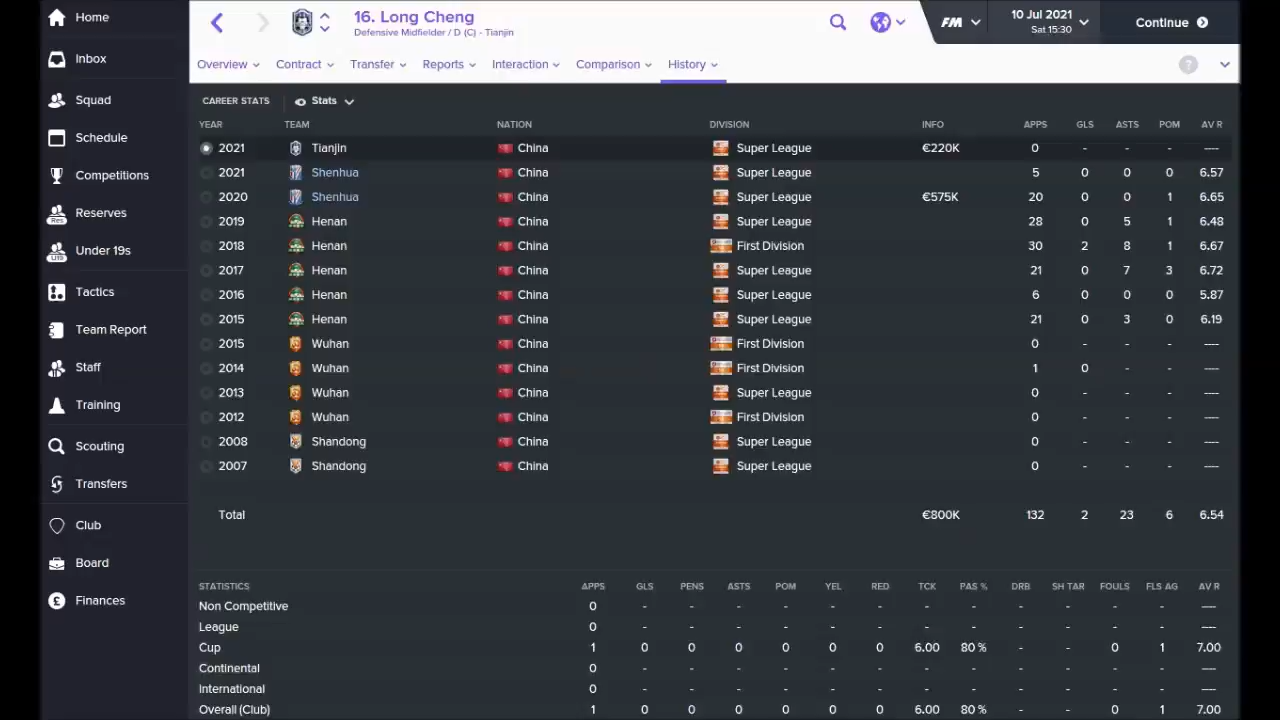 Home
Inbox
Squad
Schedule
Competitions
Res
Reserves
U19
Under 19s
Tactics
Team Report
Staff
Training
Scouting
Transfers
Club
Board
£ Finances
16. Long Cheng
Defensive Midfielder / D (C) - Tianjin
FM
10 Jul 2021
Sat 15:30
Continue
Overview Contract Transfer Reports Interaction Comparison History ?
CAREER STATS Stats
YEAR TEAM NATION DIVISION INFO APPS GLS ASTS POM AV R
2021 Tianjin China Super League €220K 0 - - - ----
2021 Shenhua China Super League 5 0 0 0 6.57
2020 Shenhua China Super League €575K 20 0 0 1 6.65
2019 Henan China Super League 28 0 5 1 6.48
2018 Henan China First Division 30 2 8 1 6.67
2017 Henan China Super League 21 0 7 3 6.72
2016 Henan China Super League 6 0 0 0 5.87
2015 Henan China Super League 21 0 3 0 6.19
2015 Wuhan China First Division 0 - - - ----
2014 Wuhan China First Division 1 0 - - ----
2013 Wuhan China Super League 0 - - - ----
2012 Wuhan China First Division 0 - - - ----
2008 Shandong China Super League 0 - - - ----
2007 Shandong China Super League 0 - - - ----
Total €800K 132 2 23 6 6.54
STATISTICS APPS GLS PENS ASTS POM YEL RED TCK PAS % DRB SH TAR FOULS FLS AG AV R
Non Competitive 0 - - - - - - - - - - - - ----
League 0 - - - - - - - - - - - - ----
Cup 1 0 0 0 0 0 0 6.00 80 % - - 0 1 7.00
Continental 0 - - - - - - - - - - - - ----
International 0 - - - - - - - - - - - - ----
Overall (Club) 1 0 0 0 0 0 0 6.00 80 % - - 0 1 7.00